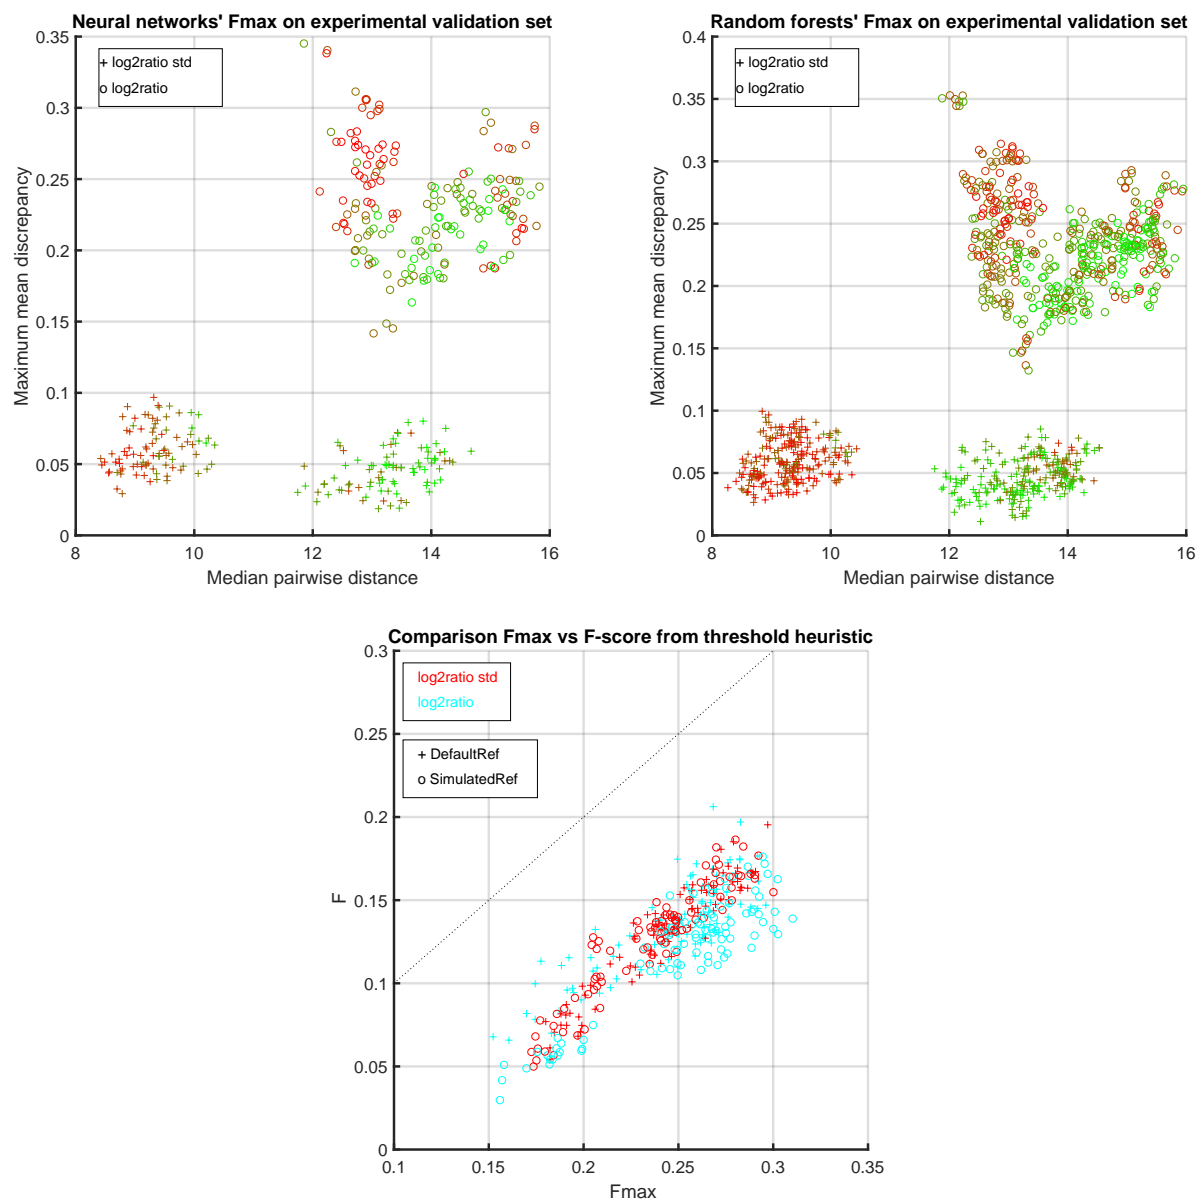 Neural networks' Fmax on experimental validation set
+ log2ratio std
o log2ratio
Maximum mean discrepancy
0.35
0.3
0.25
0.2
0.15
0.1
0.05
0
8
10
12
14
16
Median pairwise distance
Random forests' Fmax on experimental validation set
+ log2ratio std
o log2ratio
Maximum mean discrepancy
0.4
0.35
0.3
0.25
0.2
0.15
0.1
0.05
0
8
10
12
14
16
Median pairwise distance
Comparison Fmax vs F-score from threshold heuristic
log2ratio std
log2ratio
+ DefaultRef
o SimulatedRef
F
0.3
0.25
0.2
0.15
0.1
0.05
0
0.1
0.15
0.2
0.25
0.3
0.35
Fmax